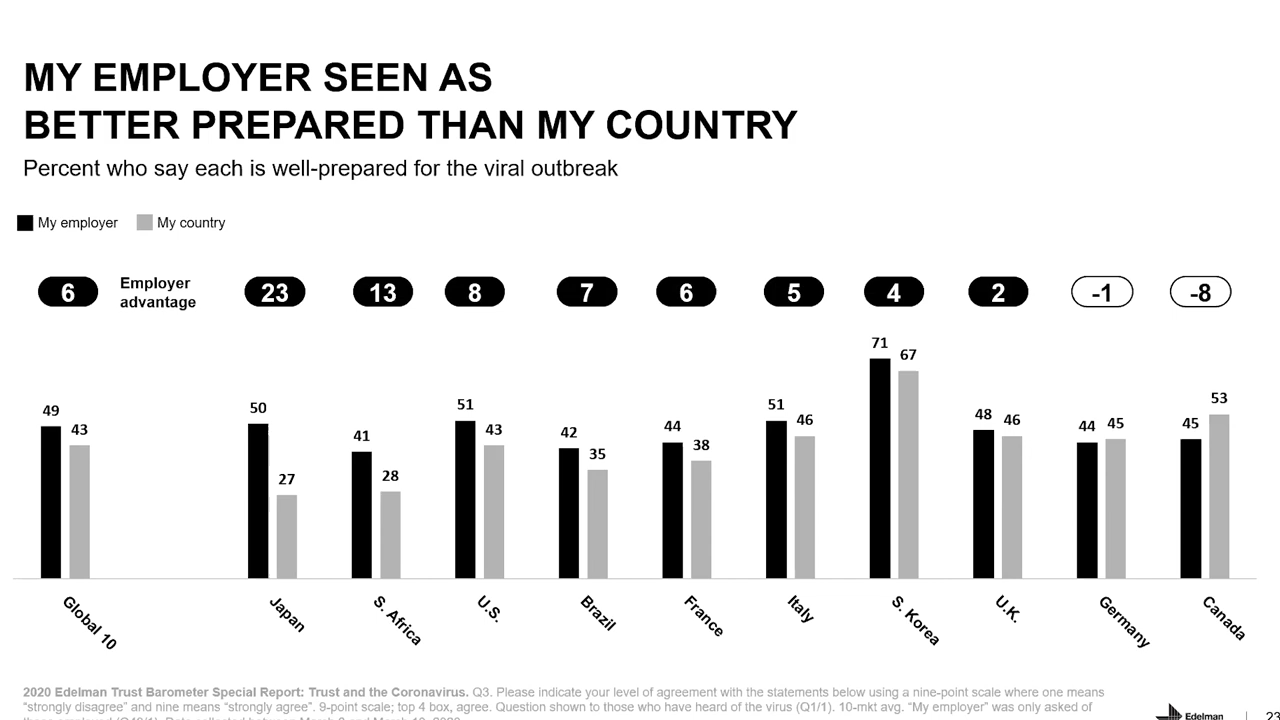 MY EMPLOYER SEEN AS
BETTER PREPARED THAN MY COUNTRY
Percent who say each is well-prepared for the viral outbreak
My employer My country
6 Employer advantage 23 13 8 7 6 5 4 2 -1 -8
49 43 50 27 41 28 51 43 42 35 44 38 51 46 71 67 48 46 44 45 45 53
Global 10 Japan S. Africa U.S. Brazil France Italy S. Korea U.K. Germany Canada
2020 Edelman Trust Barometer Special Report: Trust and the Coronavirus. Q3. Please indicate your level of agreement with the statements below using a nine-point scale where one means
“strongly disagree” and nine means “strongly agree”. 9-point scale; top 4 box, agree. Question shown to those who have heard of the virus (Q1/1). 10-mkt avg. “My employer” was only asked of
Edelman | 23